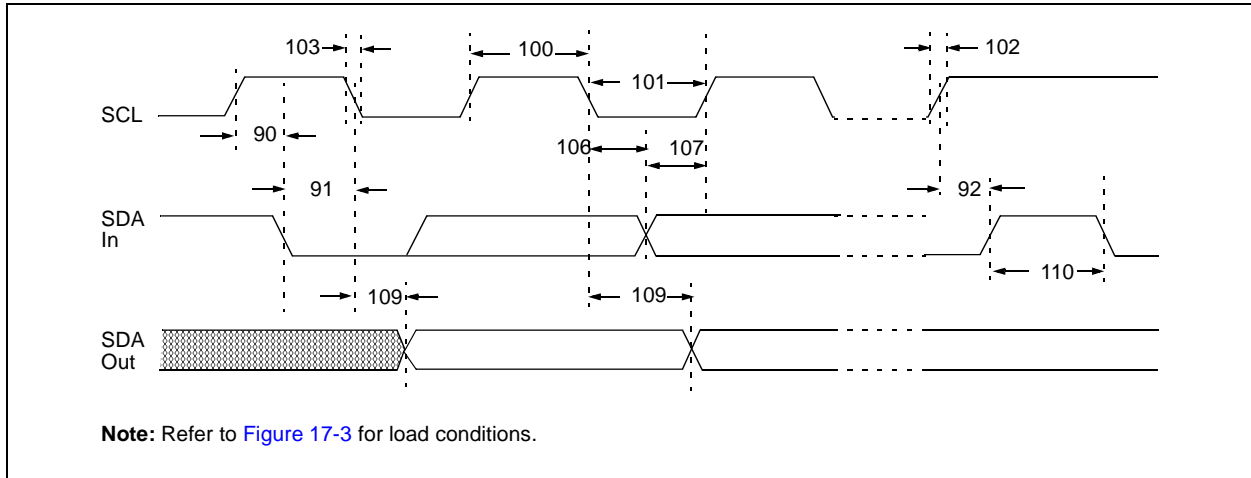 103
100
102
101
SCL
90
106
107
91
92
SDA
In
109
109
110
SDA
Out
Note: Refer to Figure 17-3 for load conditions.